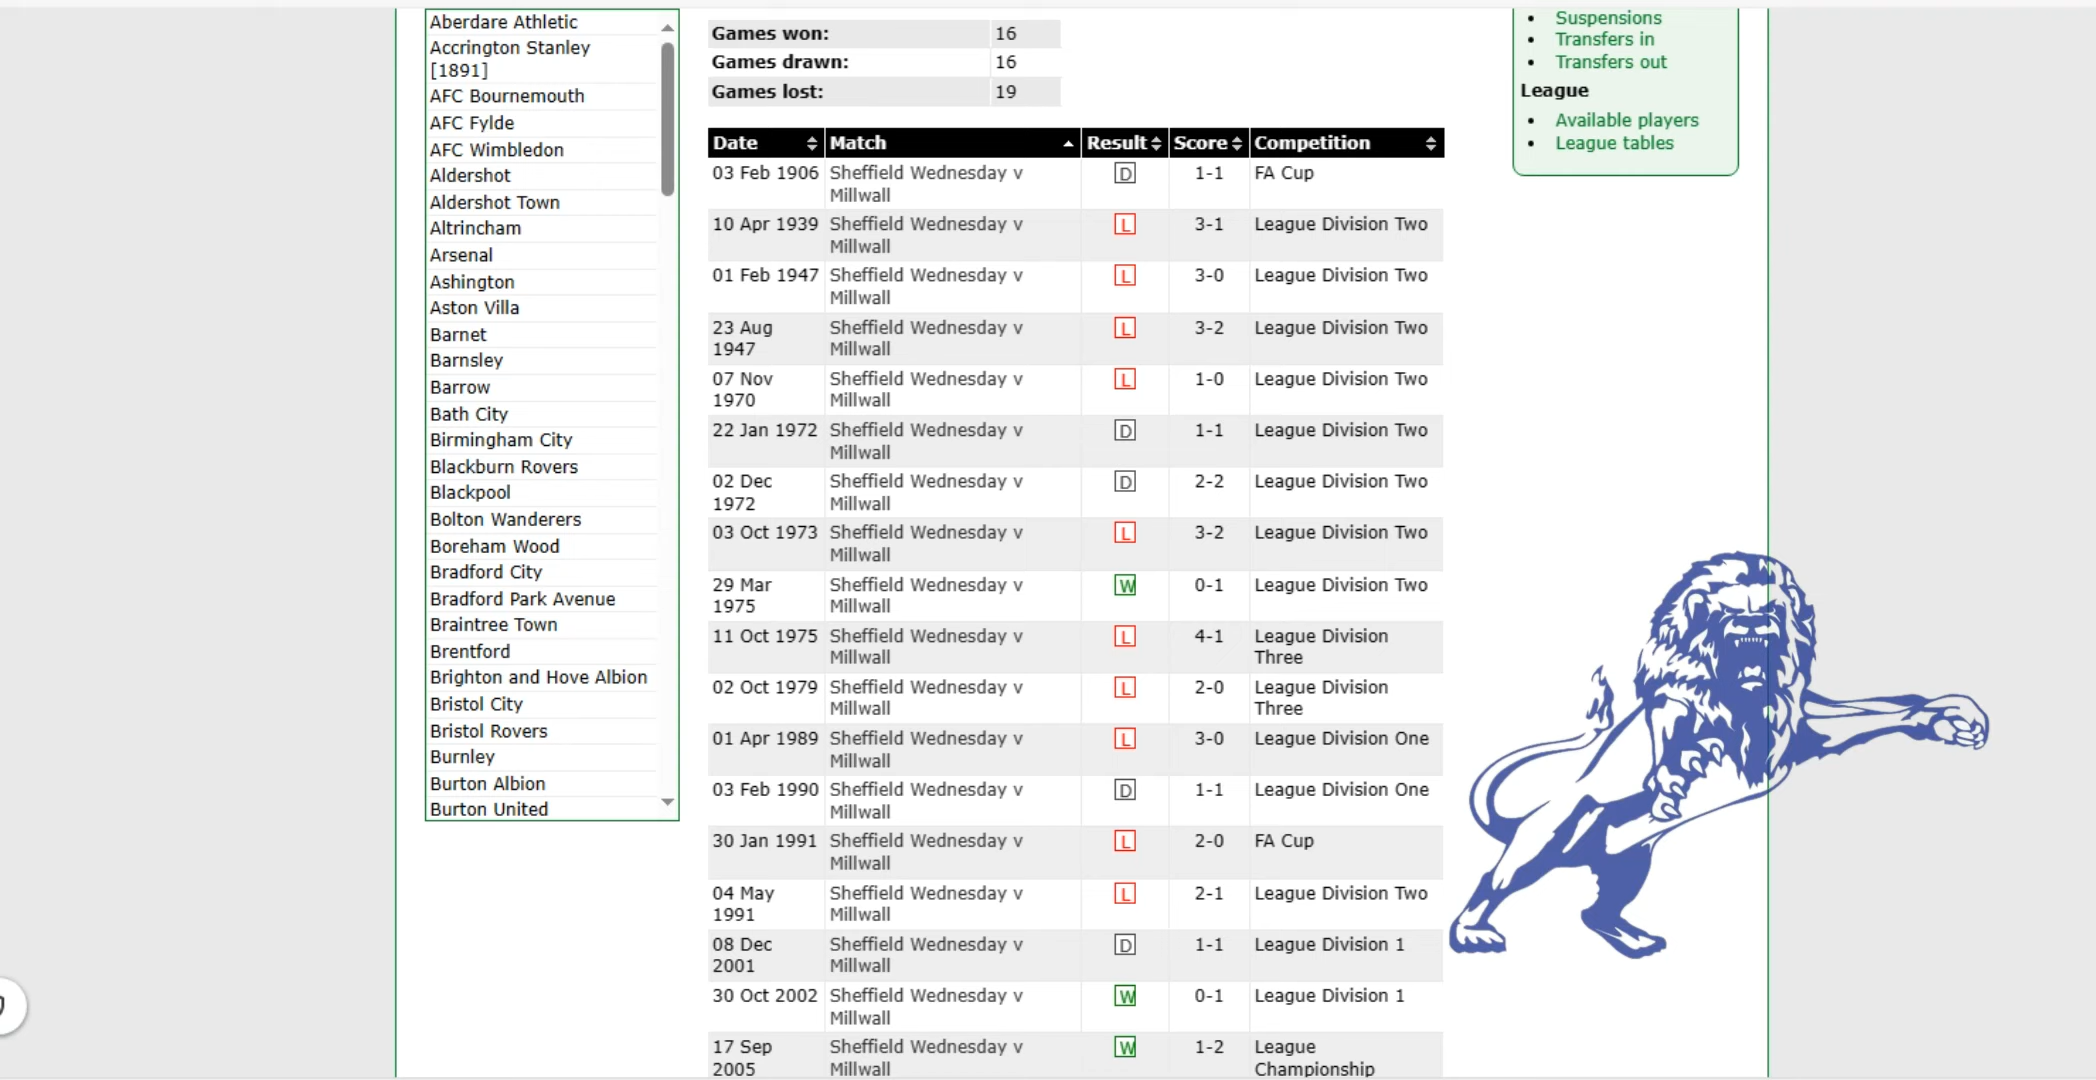 Aberdare Athletic
Accrington Stanley
[1891]
AFC Bournemouth
AFC Fylde
AFC Wimbledon
Aldershot
Aldershot Town
Altrincham
Arsenal
Ashington
Aston Villa
Barnet
Barnsley
Barrow
Bath City
Birmingham City
Blackburn Rovers
Blackpool
Bolton Wanderers
Boreham Wood
Bradford City
Bradford Park Avenue
Braintree Town
Brentford
Brighton and Hove Albion
Bristol City
Bristol Rovers
Burnley
Burton Albion
Burton United
Games won: 16
Games drawn: 16
Games lost: 19
Date Match Result Score Competition
03 Feb 1906 Sheffield Wednesday v D 1-1 FA Cup
Millwall
10 Apr 1939 Sheffield Wednesday v L 3-1 League Division Two
Millwall
01 Feb 1947 Sheffield Wednesday v L 3-0 League Division Two
Millwall
23 Aug Sheffield Wednesday v L 3-2 League Division Two
1947 Millwall
07 Nov Sheffield Wednesday v L 1-0 League Division Two
1970 Millwall
22 Jan 1972 Sheffield Wednesday v D 1-1 League Division Two
Millwall
02 Dec Sheffield Wednesday v D 2-2 League Division Two
1972 Millwall
03 Oct 1973 Sheffield Wednesday v L 3-2 League Division Two
Millwall
29 Mar Sheffield Wednesday v W 0-1 League Division Two
1975 Millwall
11 Oct 1975 Sheffield Wednesday v L 4-1 League Division
Millwall Three
02 Oct 1979 Sheffield Wednesday v L 2-0 League Division
Millwall Three
01 Apr 1989 Sheffield Wednesday v L 3-0 League Division One
Millwall
03 Feb 1990 Sheffield Wednesday v D 1-1 League Division One
Millwall
30 Jan 1991 Sheffield Wednesday v L 2-0 FA Cup
Millwall
04 May Sheffield Wednesday v L 2-1 League Division Two
1991 Millwall
08 Dec Sheffield Wednesday v D 1-1 League Division 1
2001 Millwall
30 Oct 2002 Sheffield Wednesday v W 0-1 League Division 1
Millwall
17 Sep Sheffield Wednesday v W 1-2 League
2005 Millwall Championship
• Suspensions
• Transfers in
• Transfers out
League
• Available players
• League tables